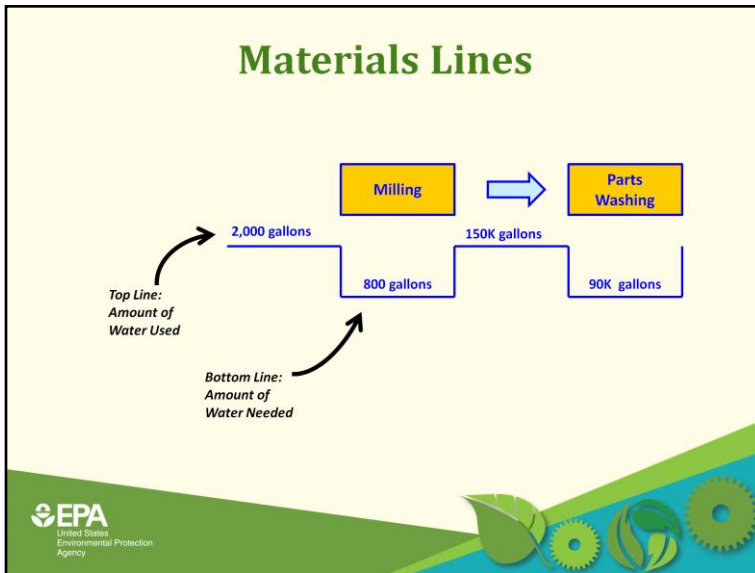 Materials Lines
Milling
Parts
Washing
2,000 gallons
150K gallons
800 gallons
90K gallons
Top Line:
Amount of
Water Used
Bottom Line:
Amount of
Water Needed
EPA
United States
Environmental Protection
Agency